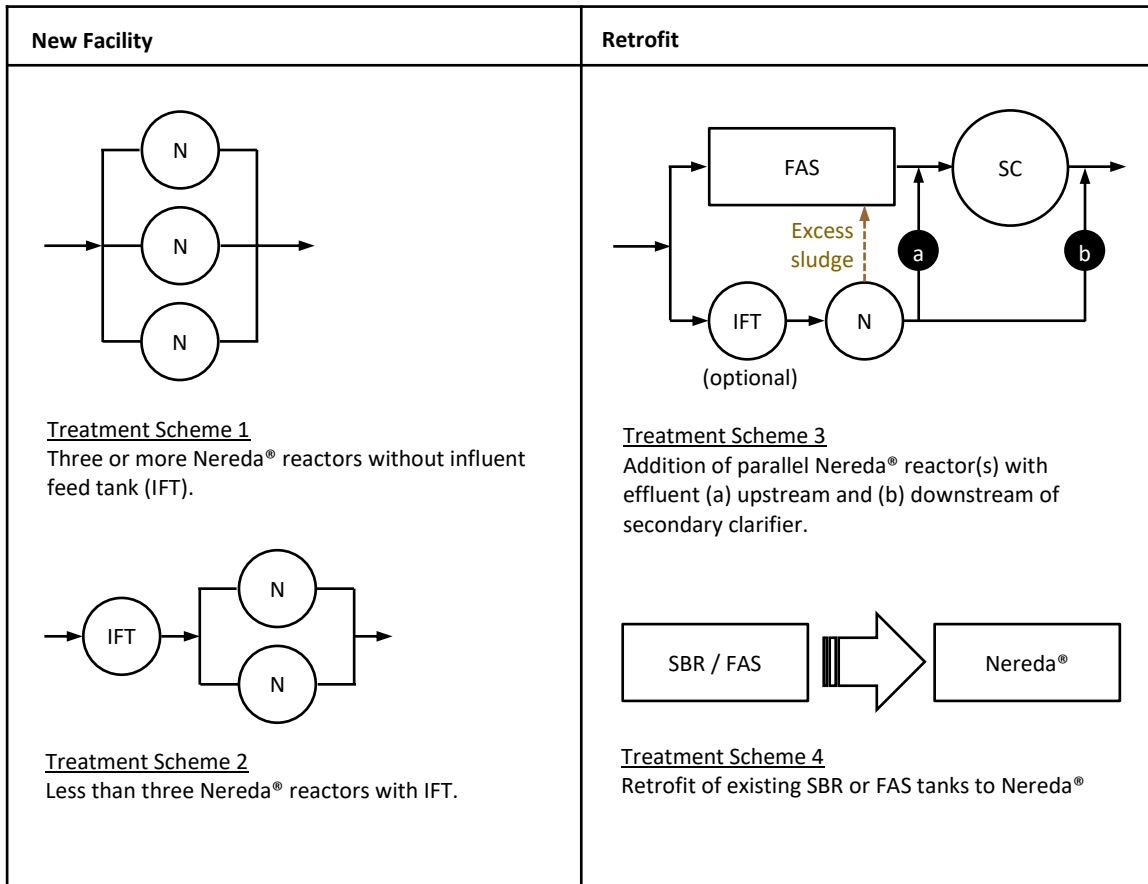 New Facility
N
N
N
Treatment Scheme 1
Three or more Nereda® reactors without influent
feed tank (IFT).
IFT
N
N
Treatment Scheme 2
Less than three Nereda® reactors with IFT.
Retrofit
FAS
SC
Excess
sludge
a
b
IFT
N
(optional)
Treatment Scheme 3
Addition of parallel Nereda® reactor(s) with
effluent (a) upstream and (b) downstream of
secondary clarifier.
SBR / FAS
Nereda®
Treatment Scheme 4
Retrofit of existing SBR or FAS tanks to Nereda®